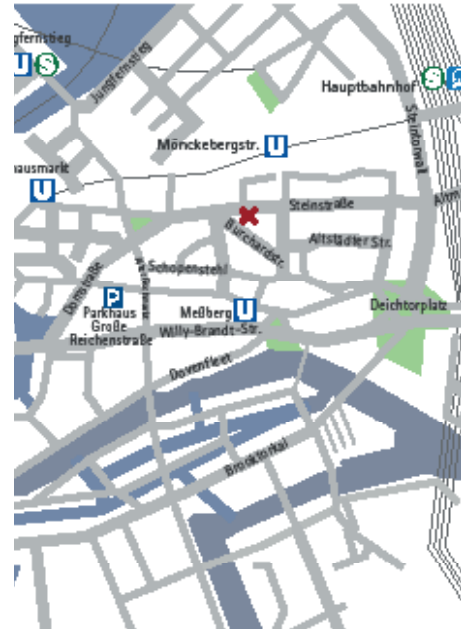 gfernstieg
U S
Jungfernstieg
Hauptbahnhof S
Steintorwall
Mönckebergstr. U
hausmarkt
U
Steinstraße
Altm
Burchardstr.
Altstädter Str.
Schopenstehl
Domstraße
P
Parkhaus
Große
Reichenstraße
Meßberg U
Willy-Brandt-Str.
Deichtorplatz
Dovenfleet
Brooktorkai